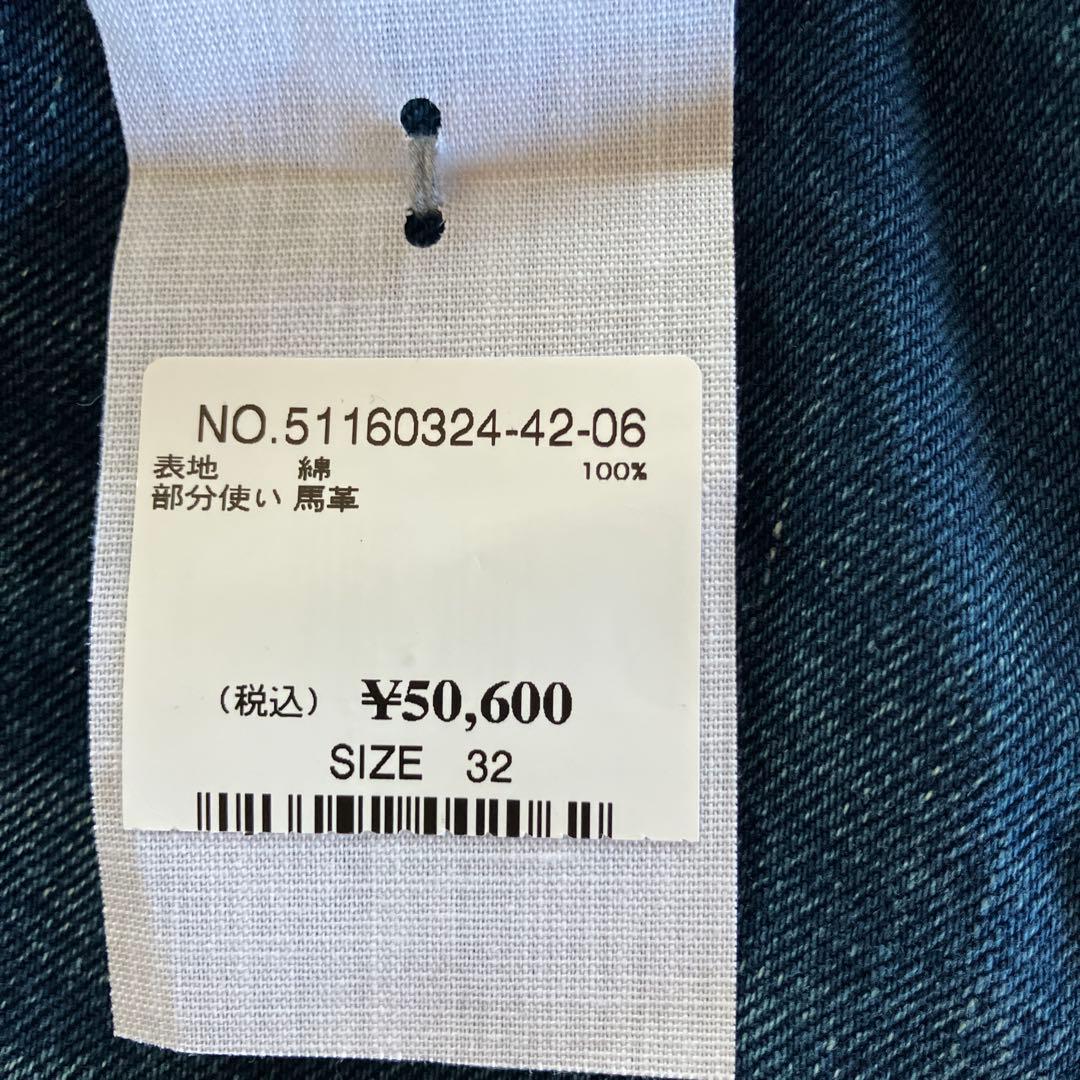 NO.51160324-42-06
表地 綿 100%
部分使い 馬革
(税込) ¥50,600
SIZE 32